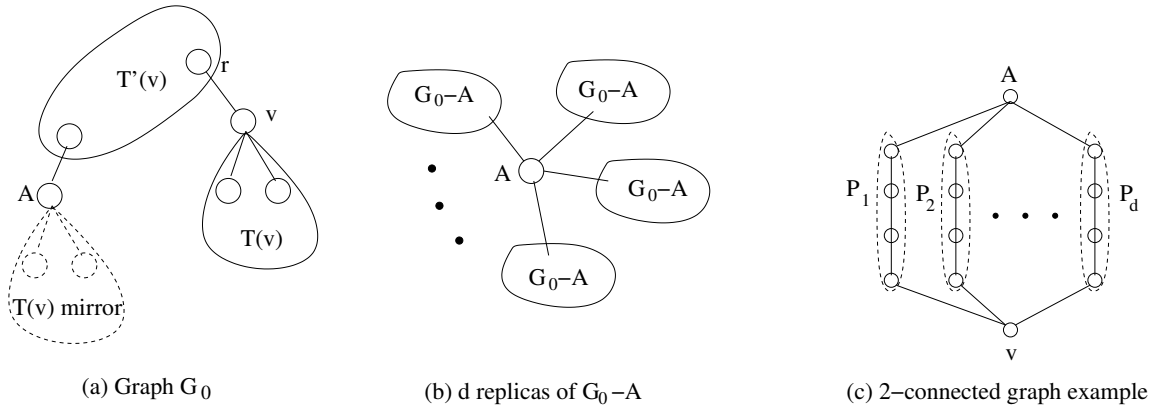 T'(v)
r
v
A
T(v)
T(v) mirror
(a) Graph G0
G0−A
G0−A
A
G0−A
G0−A
(b) d replicas of G0−A
A
P1
P2
Pd
v
(c) 2−connected graph example